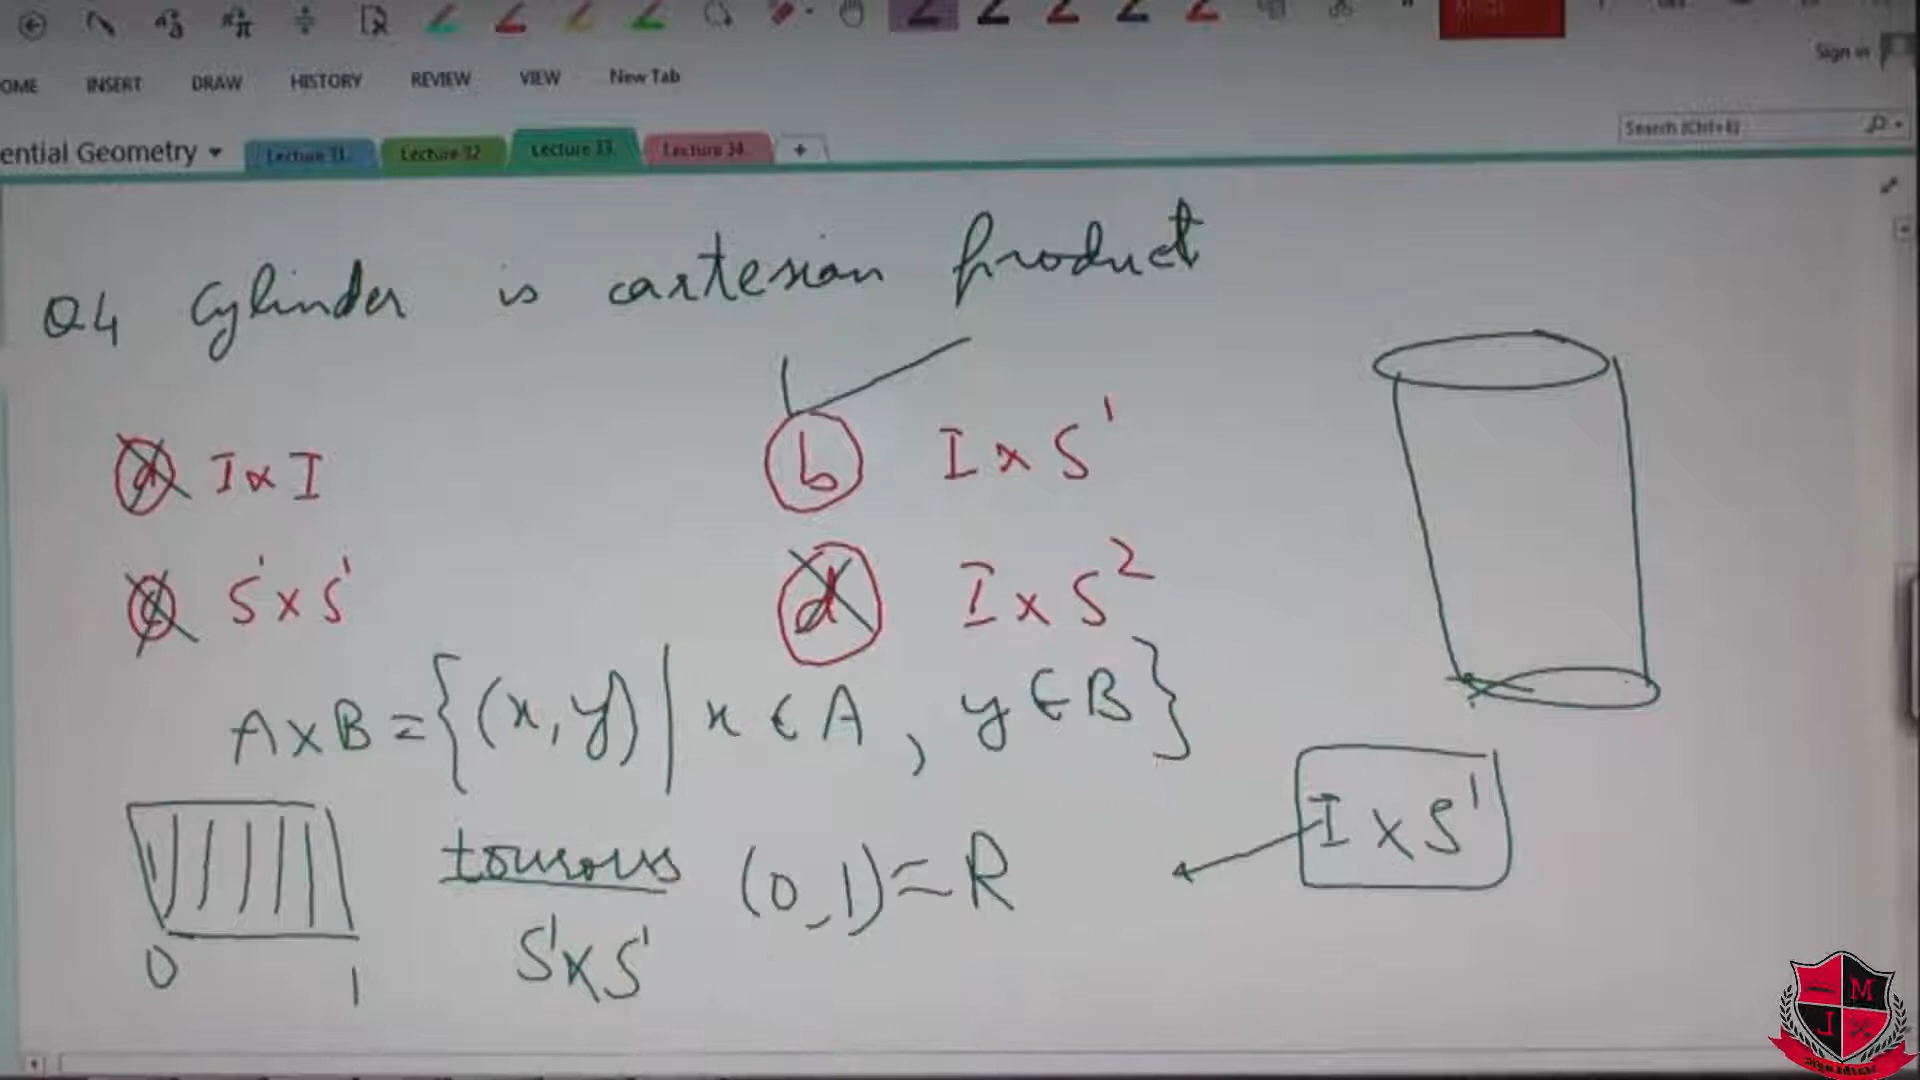 OME INSERT DRAW HISTORY REVIEW VIEW New Tab
Sign in
ential Geometry Lecture 31. Lecture 32 Lecture 33. Lecture 34. +
Search (Ctrl+E)
Q4 Cylinder is cartesian product
a I x I
b I x S¹
c S¹ x S¹
d I x S²
A x B = {(x, y) | x ∈ A, y ∈ B}
I x S¹
tourous (0, 1) ≃ R
0 1
S¹ x S¹
M
J